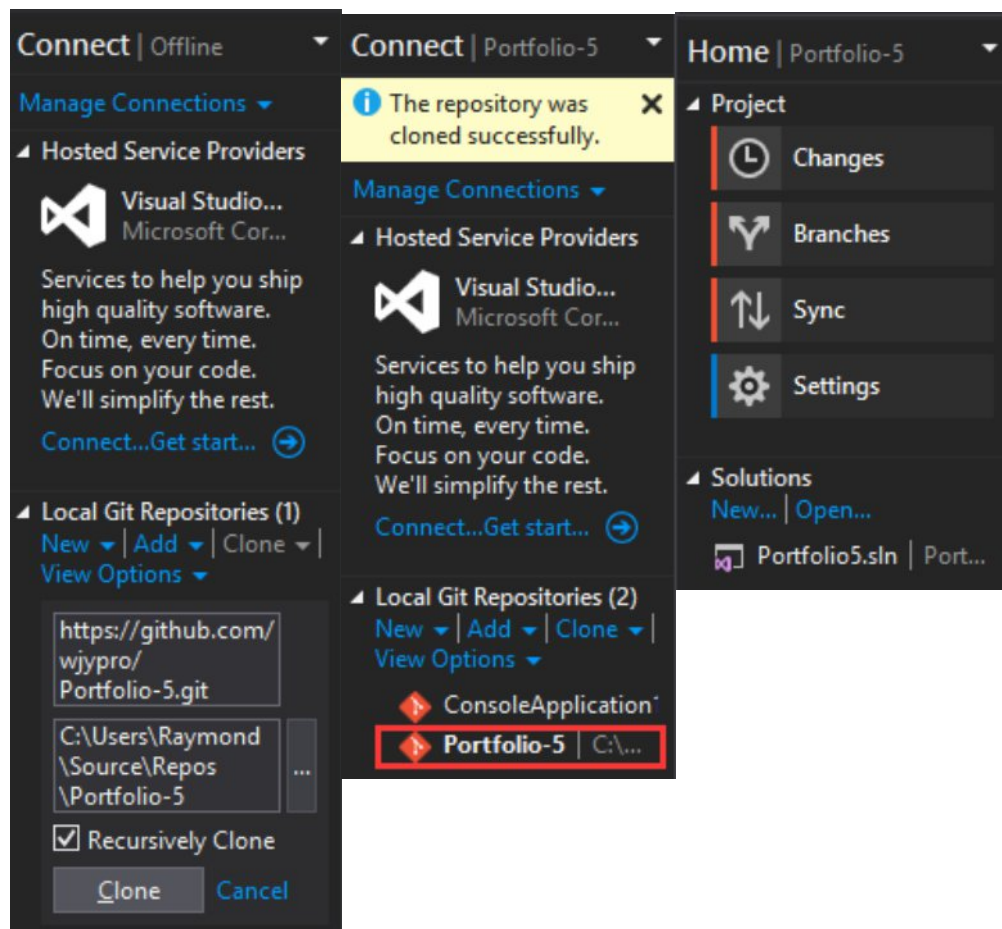 Connect | Offline
Manage Connections
Hosted Service Providers
Visual Studio...
Microsoft Cor...
Services to help you ship
high quality software.
On time, every time.
Focus on your code.
We'll simplify the rest.
Connect...Get start...
Local Git Repositories (1)
New | Add | Clone |
View Options
https://github.com/
wjypro/
Portfolio-5.git
C:\Users\Raymond
\Source\Repos
\Portfolio-5
...
Recursively Clone
Clone Cancel
Connect | Portfolio-5
The repository was
cloned successfully.
Manage Connections
Hosted Service Providers
Visual Studio...
Microsoft Cor...
Services to help you ship
high quality software.
On time, every time.
Focus on your code.
We'll simplify the rest.
Connect...Get start...
Local Git Repositories (2)
New | Add | Clone |
View Options
ConsoleApplication
Portfolio-5 | C:\...
Home | Portfolio-5
Project
Changes
Branches
Sync
Settings
Solutions
New... | Open...
Portfolio5.sln | Port...